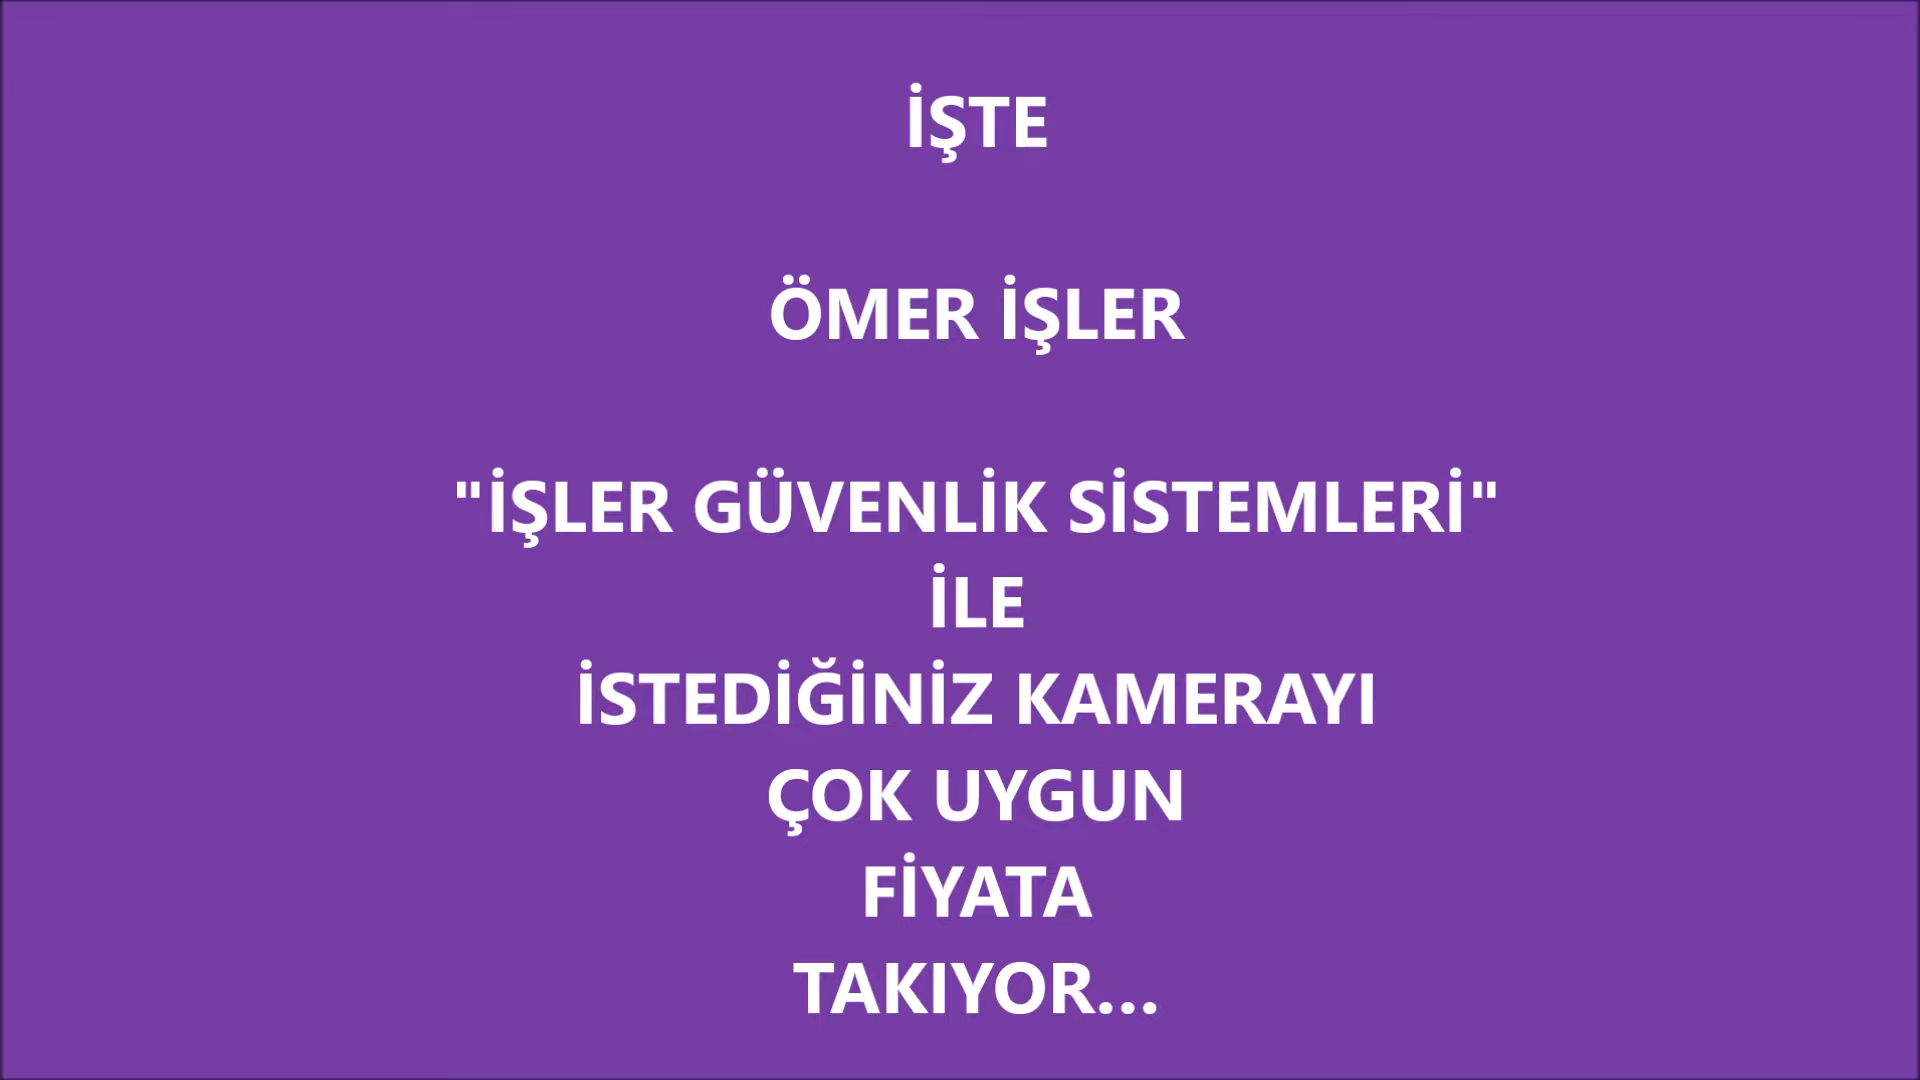 İŞTE
ÖMER İŞLER
"İŞLER GÜVENLİK SİSTEMLERİ"
İLE
İSTEDİĞİNİZ KAMERAYI
ÇOK UYGUN
FİYATA
TAKIYOR...